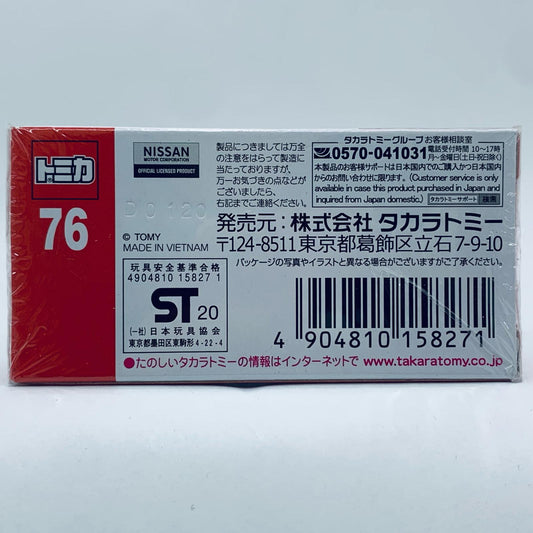 トミカ
76
NISSAN
MOTOR CORPORATION
OFFICIAL LICENSED PRODUCT
© TOMY
MADE IN VIETNAM
製品につきましては万全
の注意をはらって製造に
当たっておりますが、
万一お気づきの点などが
ございましたら、
右記までご連絡ください。
タカラトミーグループお客様相談室
0570-041031
電話受付時間 10〜17時
月〜金曜日(土・日・祝日除く)
本製品のお客様サポートは日本国内でのご購入かつ日本国内
からのお問い合わせに限ります。(Customer service is only
available in case this product purchased in Japan and
inquired from Japan domestic.)
タカラトミーサポート 検索
発売元：株式会社 タカラトミー
〒124-8511 東京都葛飾区立石7-9-10
パッケージの写真やイラストと異なる場合がございますがご了承ください。
玩具安全基準合格
4904810 15827 1
ST 20
(一社)日本玩具協会
東京都墨田区東駒形4-22-4
4 904810 158271
●たのしいタカラトミーの情報はインターネットで www.takaratomy.co.jp